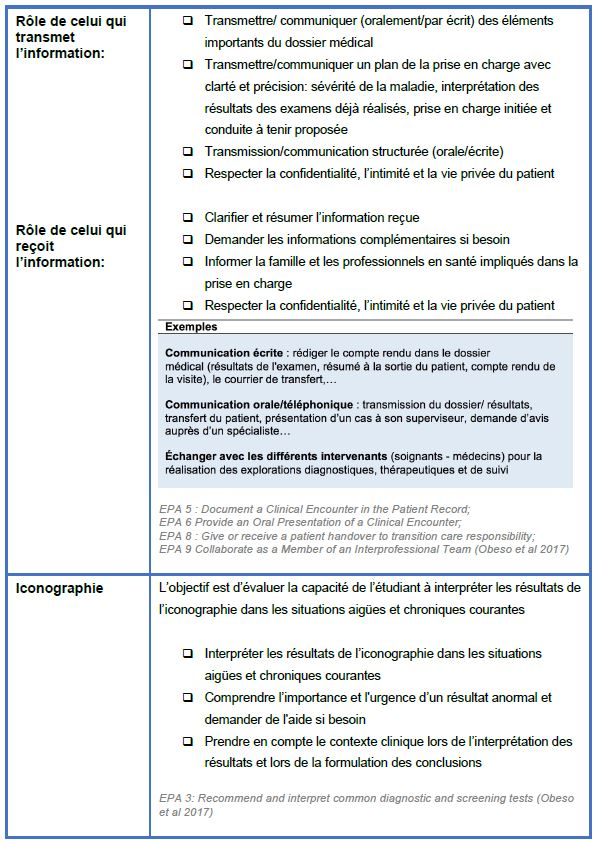 Rôle de celui qui
transmet
l’information:
❑ Transmettre/ communiquer (oralement/par écrit) des éléments
importants du dossier médical
❑ Transmettre/communiquer un plan de la prise en charge avec
clarté et précision: sévérité de la maladie, interprétation des
résultats des examens déjà réalisés, prise en charge initiée et
conduite à tenir proposée
❑ Transmission/communication structurée (orale/écrite)
❑ Respecter la confidentialité, l’intimité et la vie privée du patient
Rôle de celui qui
reçoit
l’information:
❑ Clarifier et résumer l’information reçue
❑ Demander les informations complémentaires si besoin
❑ Informer la famille et les professionnels en santé impliqués dans la
prise en charge
❑ Respecter la confidentialité, l’intimité et la vie privée du patient
Exemples
Communication écrite : rédiger le compte rendu dans le dossier
médical (résultats de l'examen, résumé à la sortie du patient, compte rendu de
la visite), le courrier de transfert,…
Communication orale/téléphonique : transmission du dossier/ résultats,
transfert du patient, présentation d’un cas à son superviseur, demande d’avis
auprès d’un spécialiste…
Échanger avec les différents intervenants (soignants - médecins) pour la
réalisation des explorations diagnostiques, thérapeutiques et de suivi
EPA 5 : Document a Clinical Encounter in the Patient Record;
EPA 6 Provide an Oral Presentation of a Clinical Encounter;
EPA 8 : Give or receive a patient handover to transition care responsibility;
EPA 9 Collaborate as a Member of an Interprofessional Team (Obeso et al 2017)
Iconographie
L’objectif est d’évaluer la capacité de l’étudiant à interpréter les résultats de
l’iconographie dans les situations aigües et chroniques courantes
❑ Interpréter les résultats de l’iconographie dans les situations
aigües et chroniques courantes
❑ Comprendre l’importance et l'urgence d’un résultat anormal et
demander de l'aide si besoin
❑ Prendre en compte le contexte clinique lors de l’interprétation des
résultats et lors de la formulation des conclusions
EPA 3: Recommend and interpret common diagnostic and screening tests (Obeso
et al 2017)